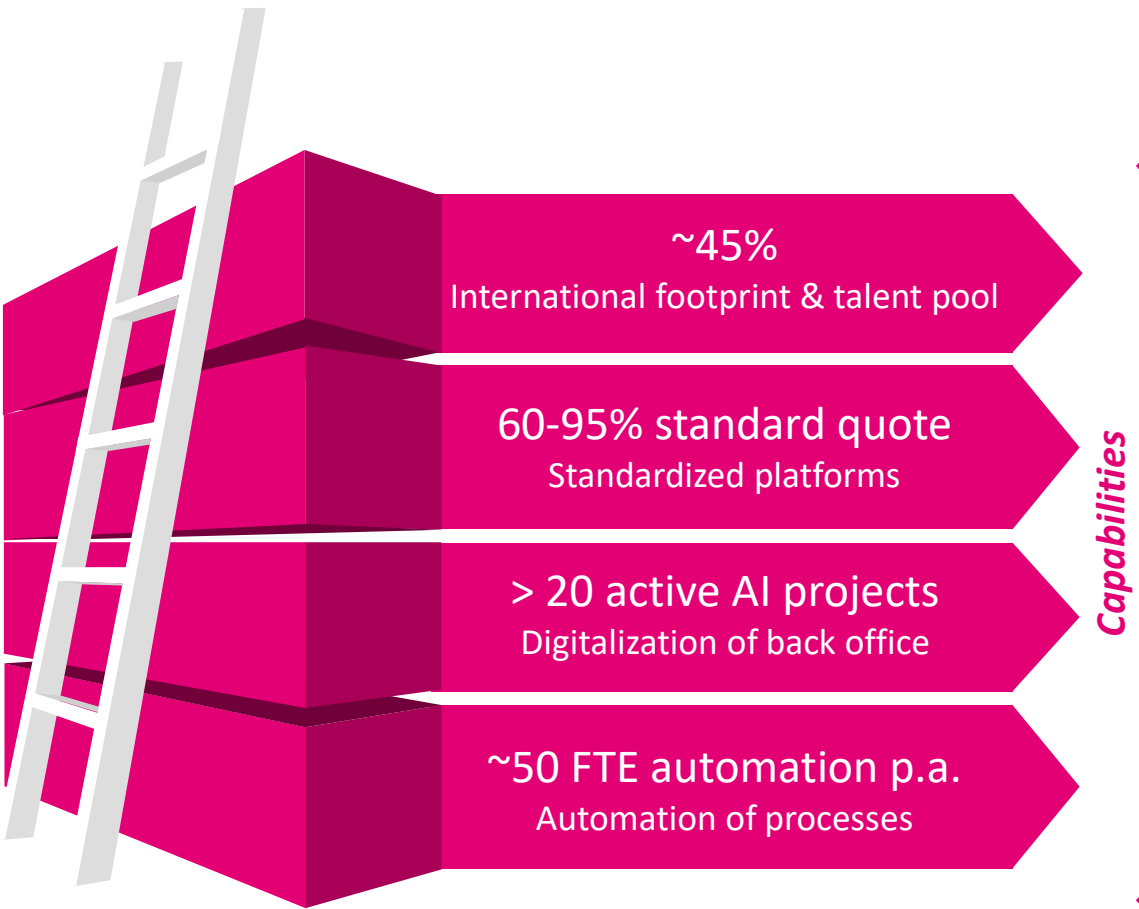 ~45%
International footprint & talent pool
60-95% standard quote
Standardized platforms
> 20 active AI projects
Digitalization of back office
~50 FTE automation p.a.
Automation of processes
Capabilities